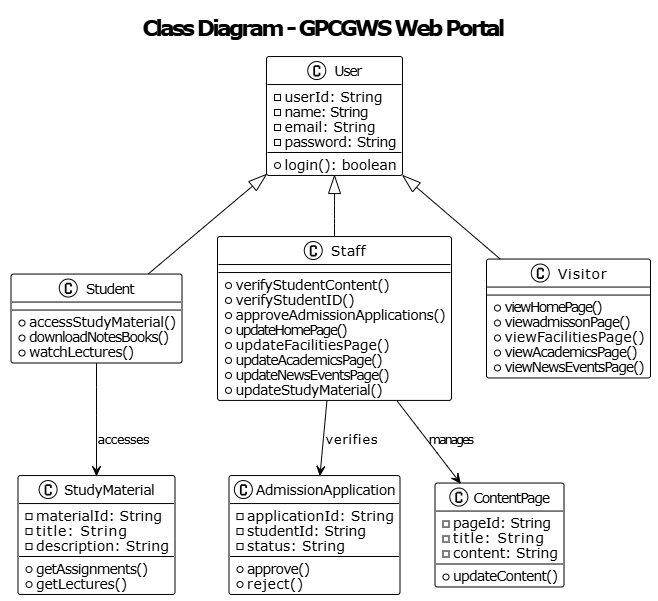 Class Diagram - GPCGWS Web Portal
C User
userId: String
name: String
email: String
password: String
login(): boolean
C Student
accessStudyMaterial()
downloadNotesBooks()
watchLectures()
C Staff
verifyStudentContent()
verifyStudentID()
approveAdmissionApplications()
updateHomePage()
updateFacilitiesPage()
updateAcademicsPage()
updateNewsEventsPage()
updateStudyMaterial()
C Visitor
viewHomePage()
viewadmissonPage()
viewFacilitiesPage()
viewAcademicsPage()
viewNewsEventsPage()
accesses
verifies
manages
C StudyMaterial
materialId: String
title: String
description: String
getAssignments()
getLectures()
C AdmissionApplication
applicationId: String
studentId: String
status: String
approve()
reject()
C ContentPage
pageId: String
title: String
content: String
updateContent()